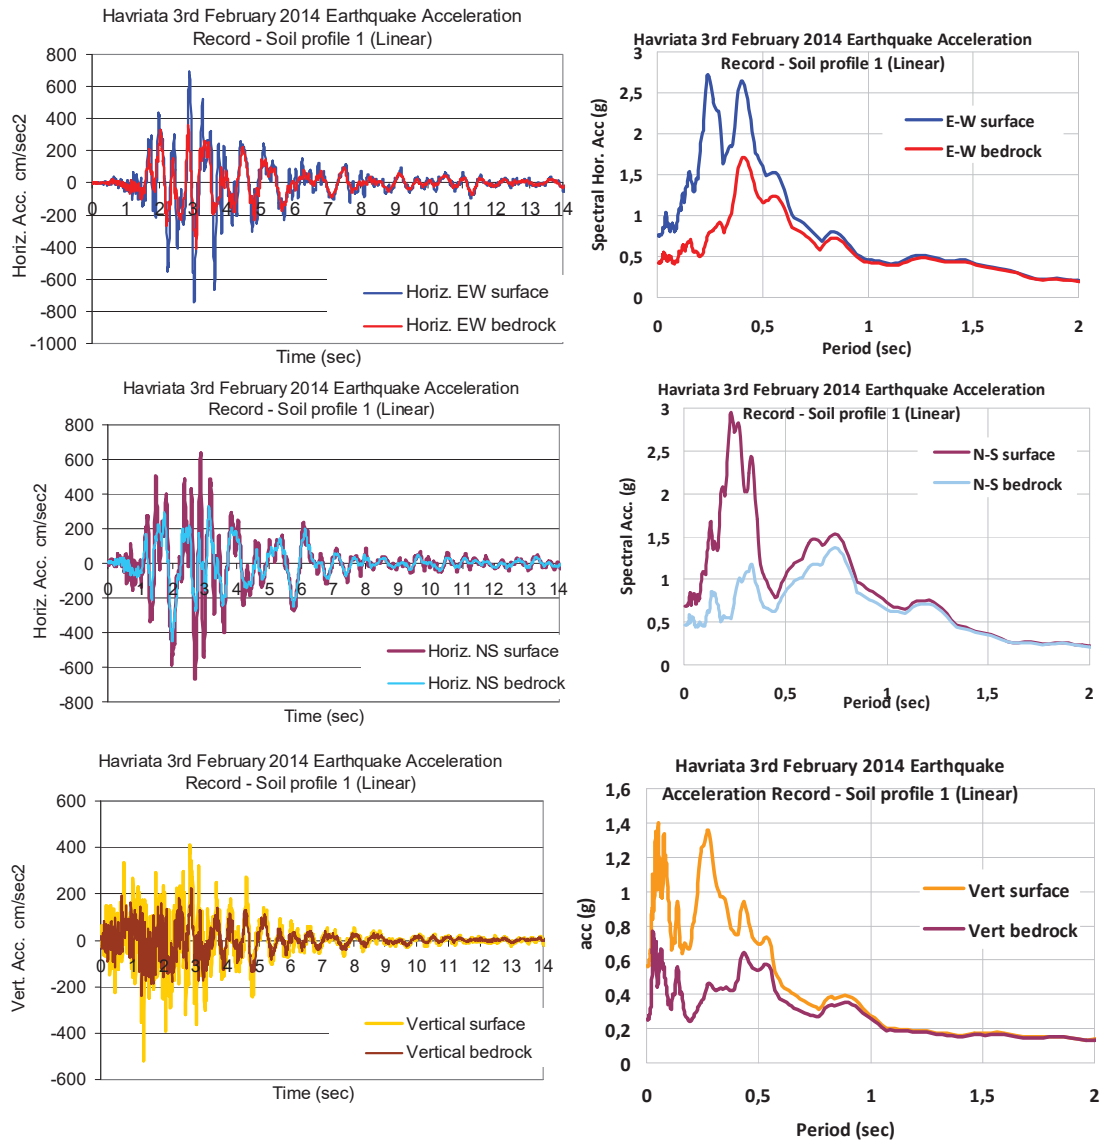 Havriata 3rd February 2014 Earthquake Acceleration
Record - Soil profile 1 (Linear)
800
600
400
200
0
-200
-400
-600
-800
-1000
Horiz. Acc. cm/sec2
0 1 2 3 4 5 6 7 8 9 10 11 12 13 14
Horiz. EW surface
Horiz. EW bedrock
Time (sec)
Havriata 3rd February 2014 Earthquake Acceleration
Record - Soil profile 1 (Linear)
3
2,5
2
1,5
1
0,5
0
Spectral Hor. Acc (g)
E-W surface
E-W bedrock
0 0,5 1 1,5 2
Period (sec)
Havriata 3rd February 2014 Earthquake Acceleration
Record - Soil profile 1 (Linear)
800
600
400
200
0
-200
-400
-600
-800
Horiz. Acc. cm/sec2
0 1 2 3 4 5 6 7 8 9 10 11 12 13 14
Horiz. NS surface
Horiz. NS bedrock
Time (sec)
Havriata 3rd February 2014 Earthquake Acceleration
Record - Soil profile 1 (Linear)
3
2,5
2
1,5
1
0,5
0
Spectral Acc. (g)
N-S surface
N-S bedrock
0 0,5 1 1,5 2
Period (sec)
Havriata 3rd February 2014 Earthquake Acceleration
Record - Soil profile 1 (Linear)
600
400
200
0
-200
-400
-600
Vert. Acc. cm/sec2
0 1 2 3 4 5 6 7 8 9 10 11 12 13 14
Vertical surface
Vertical bedrock
Time (sec)
Havriata 3rd February 2014 Earthquake
Acceleration Record - Soil profile 1 (Linear)
1,6
1,4
1,2
1
0,8
0,6
0,4
0,2
0
acc (g)
Vert surface
Vert bedrock
0 0,5 1 1,5 2
Period (sec)